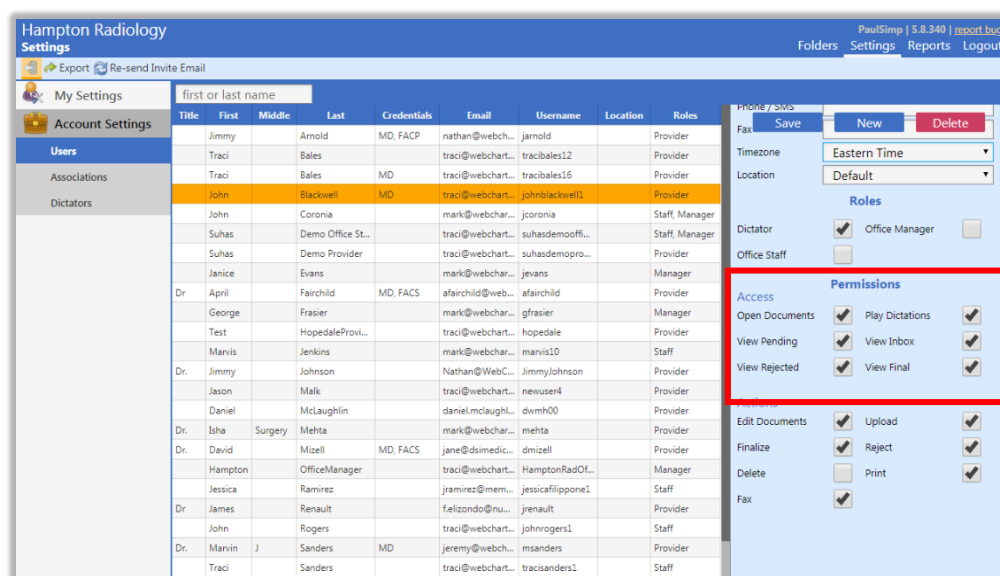 Hampton Radiology
PaulSimp | 5.8.340 | report bug
Settings
Folders Settings Reports Logout
Export Re-send Invite Email
My Settings
Account Settings
Users
Associations
Dictators
first or last name
Title First Middle Last Credentials Email Username Location Roles
Jimmy Arnold MD, FACP nathan@webch... jarnold Provider
Traci Bales traci@webchart... tracibales12 Provider
Traci Bales MD traci@webchart... tracibales16 Provider
John Blackwell MD traci@webchart... johnblackwell1 Provider
John Coronia mark@webchar... jcoronia Staff, Manager
Suhas Demo Office St... traci@webchart... suhasdemooffi... Staff, Manager
Suhas Demo Provider traci@webchart... suhasdemopro... Provider
Janice Evans mark@webchar... jevans Manager
Dr April Fairchild MD, FACS afairchild@web... afairchild Provider
George Frasier mark@webchar... gfrasier Manager
Test HopedaleProvi... traci@webchart... hopedale Provider
Marvis Jenkins mark@webchar... marvis10 Staff
Dr. Jimmy Johnson Nathan@WebC... JimmyJohnson Provider
Jason Malk traci@webchart... newuser4 Provider
Daniel McLaughlin daniel.mclaughl... dwmh00 Provider
Dr. Isha Surgery Mehta mark@webchar... mehta Provider
Dr. David Mizell MD, FACS jane@dsimedic... dmizell Provider
Hampton OfficeManager traci@webchart... HamptonRadOf... Manager
Jessica Ramirez jramirez@mem... jessicafilippone1 Staff
Dr James Renault f.elizondo@nu... jrenault Provider
John Rogers traci@webchart... johnrogers1 Staff
Dr. Marvin J Sanders MD jeremy@webch... msanders Provider
Traci Sanders traci@webchart... tracisanders1 Staff
Phone / SMS
Fax
Save New Delete
Timezone Eastern Time
Location Default
Roles
Dictator Office Manager
Office Staff
Permissions
Access
Open Documents Play Dictations
View Pending View Inbox
View Rejected View Final
Actions
Edit Documents Upload
Finalize Reject
Delete Print
Fax